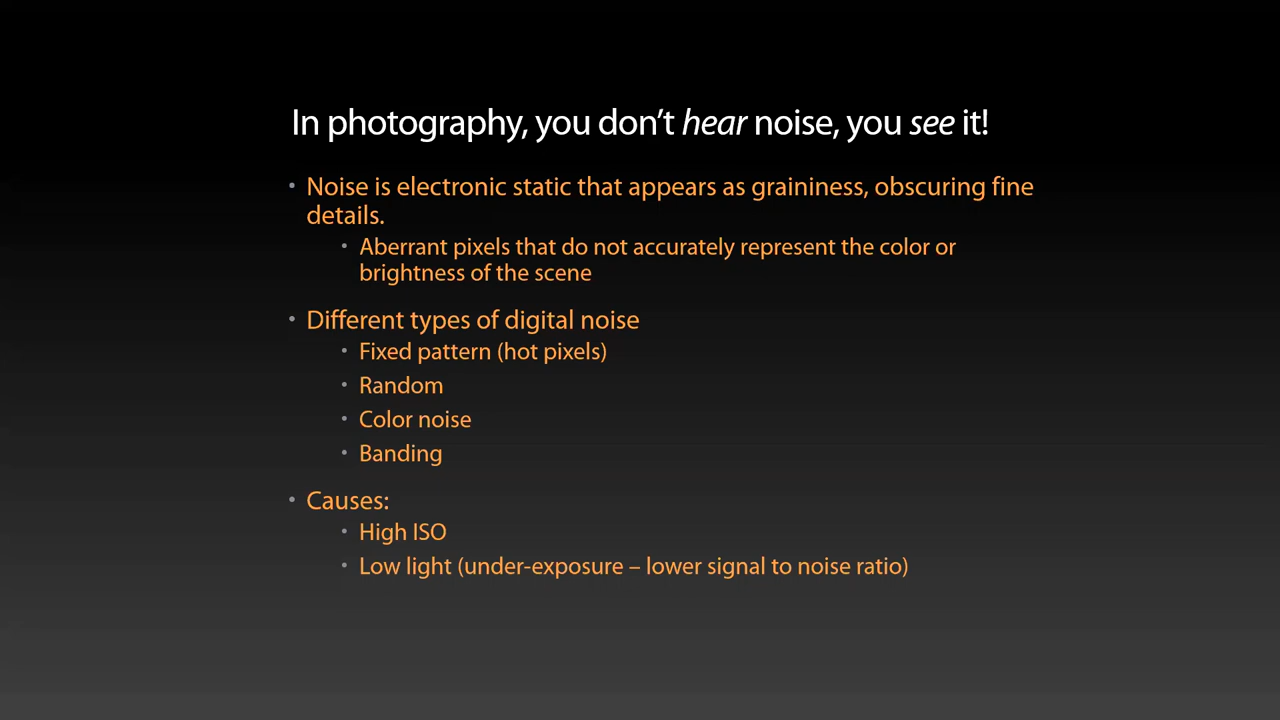 In photography, you don’t hear noise, you see it!
• Noise is electronic static that appears as graininess, obscuring fine
details.
• Aberrant pixels that do not accurately represent the color or
brightness of the scene
• Different types of digital noise
• Fixed pattern (hot pixels)
• Random
• Color noise
• Banding
• Causes:
• High ISO
• Low light (under-exposure – lower signal to noise ratio)